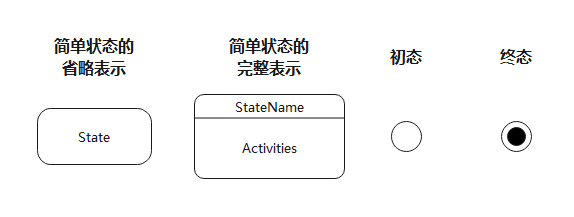 简单状态的
省略表示
简单状态的
完整表示
初态
终态
State
StateName
Activities